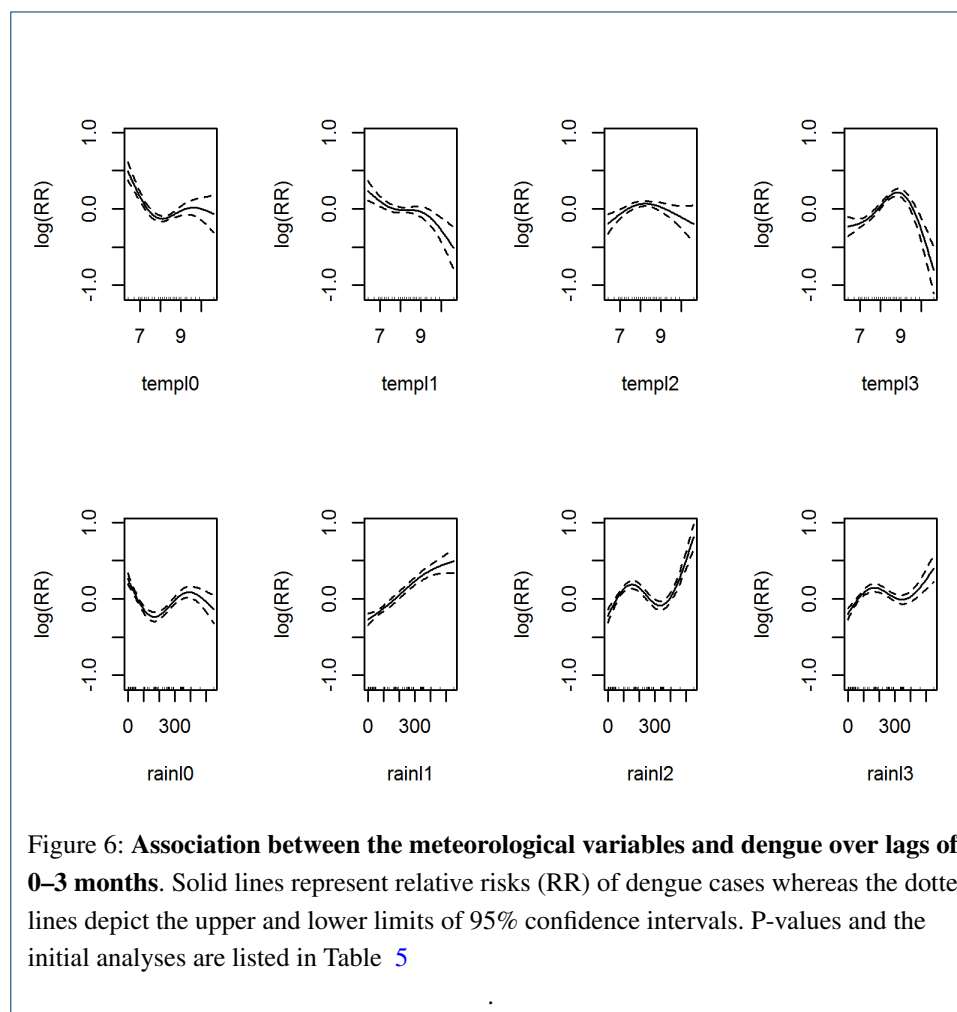 1.0 1.0 1.0 1.0
log(RR) log(RR) log(RR) log(RR)
0.0 0.0 0.0 0.0
-1.0 -1.0 -1.0 -1.0
7 9 7 9 7 9 7 9
templ0 templ1 templ2 templ3
1.0 1.0 1.0 1.0
log(RR) log(RR) log(RR) log(RR)
0.0 0.0 0.0 0.0
-1.0 -1.0 -1.0 -1.0
0 300 0 300 0 300 0 300
rainl0 rainl1 rainl2 rainl3
Figure 6: Association between the meteorological variables and dengue over lags of
0–3 months. Solid lines represent relative risks (RR) of dengue cases whereas the dotte
lines depict the upper and lower limits of 95% confidence intervals. P-values and the
initial analyses are listed in Table 5
.